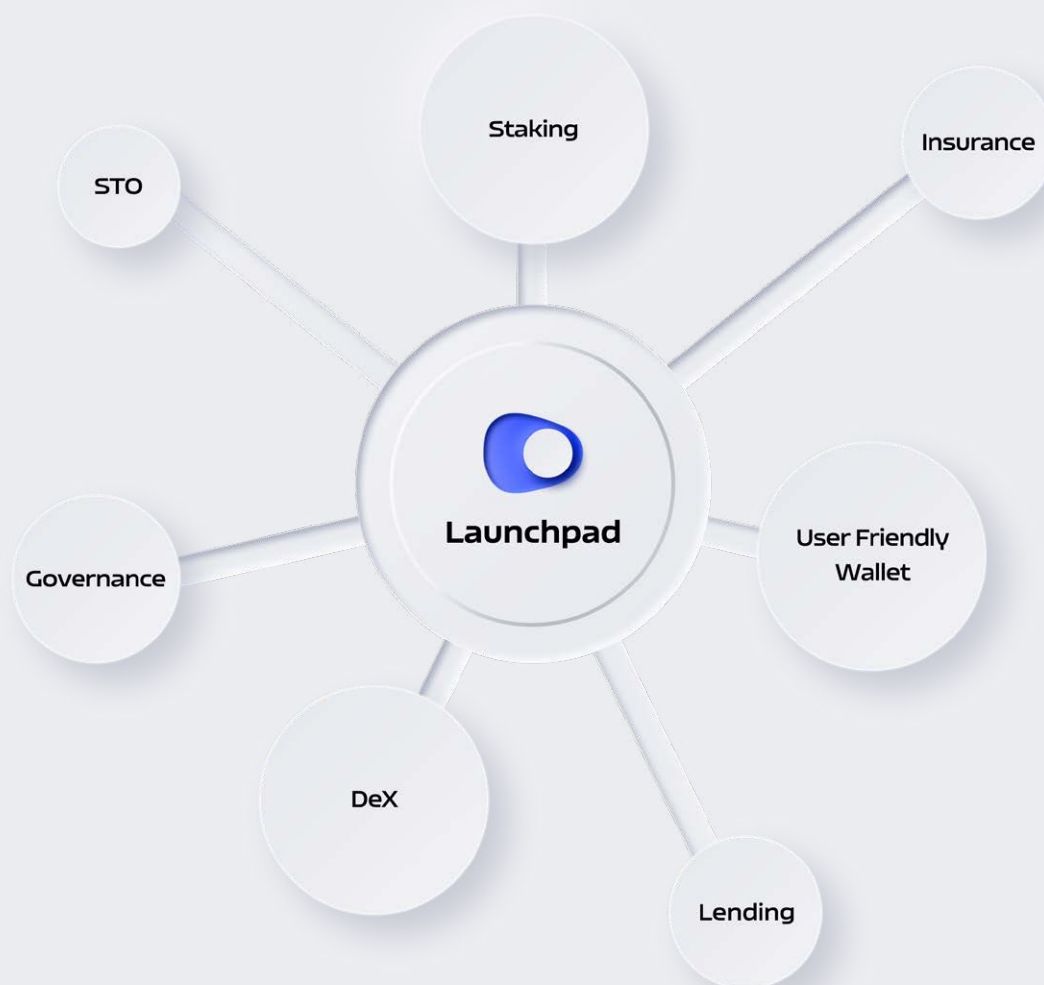 Staking
Insurance
STO
Launchpad
User Friendly
Wallet
Governance
DeX
Lending